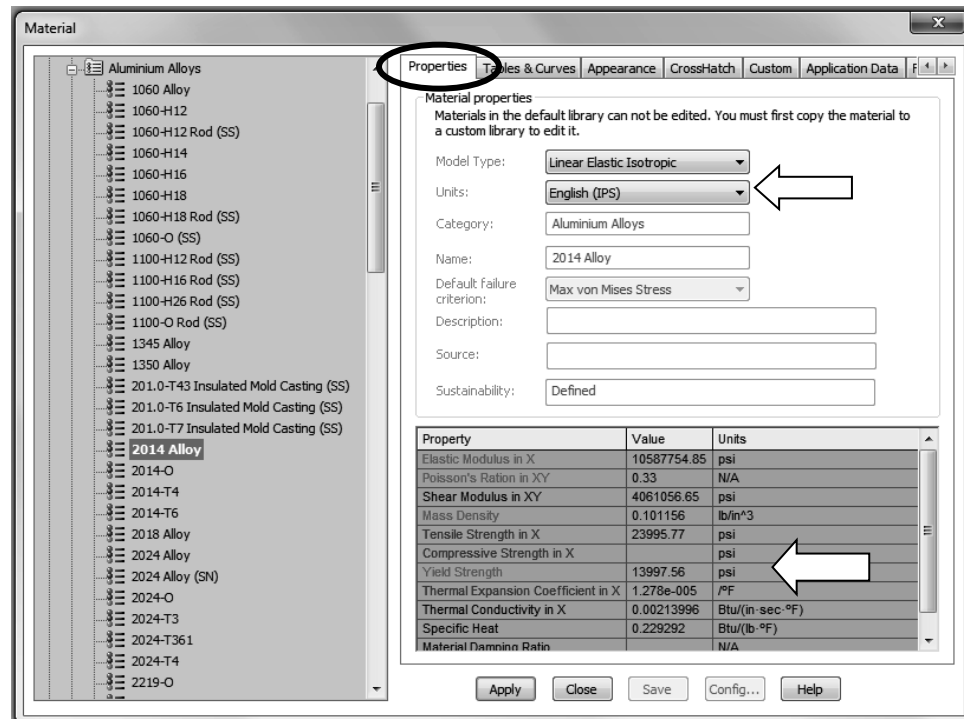 Material
x
Aluminium Alloys
1060 Alloy
1060-H12
1060-H12 Rod (SS)
1060-H14
1060-H16
1060-H18
1060-H18 Rod (SS)
1060-O (SS)
1100-H12 Rod (SS)
1100-H16 Rod (SS)
1100-H26 Rod (SS)
1100-O Rod (SS)
1345 Alloy
1350 Alloy
201.0-T43 Insulated Mold Casting (SS)
201.0-T6 Insulated Mold Casting (SS)
201.0-T7 Insulated Mold Casting (SS)
2014 Alloy
2014-O
2014-T4
2014-T6
2018 Alloy
2024 Alloy
2024 Alloy (SN)
2024-O
2024-T3
2024-T361
2024-T4
2219-O
Properties Tables & Curves Appearance CrossHatch Custom Application Data F
Material properties
Materials in the default library can not be edited. You must first copy the material to
a custom library to edit it.
Model Type: Linear Elastic Isotropic
Units: English (IPS)
Category: Aluminium Alloys
Name: 2014 Alloy
Default failure
criterion: Max von Mises Stress
Description:
Source:
Sustainability: Defined
Property Value Units
Elastic Modulus in X 10587754.85 psi
Poisson's Ration in XY 0.33 N/A
Shear Modulus in XY 4061056.65 psi
Mass Density 0.101156 lb/in^3
Tensile Strength in X 23995.77 psi
Compressive Strength in X psi
Yield Strength 13997.56 psi
Thermal Expansion Coefficient in X 1.278e-005 /ºF
Thermal Conductivity in X 0.00213996 Btu/(in·sec·ºF)
Specific Heat 0.229292 Btu/(lb·ºF)
Material Damping Ratio N/A
Apply Close Save Config... Help